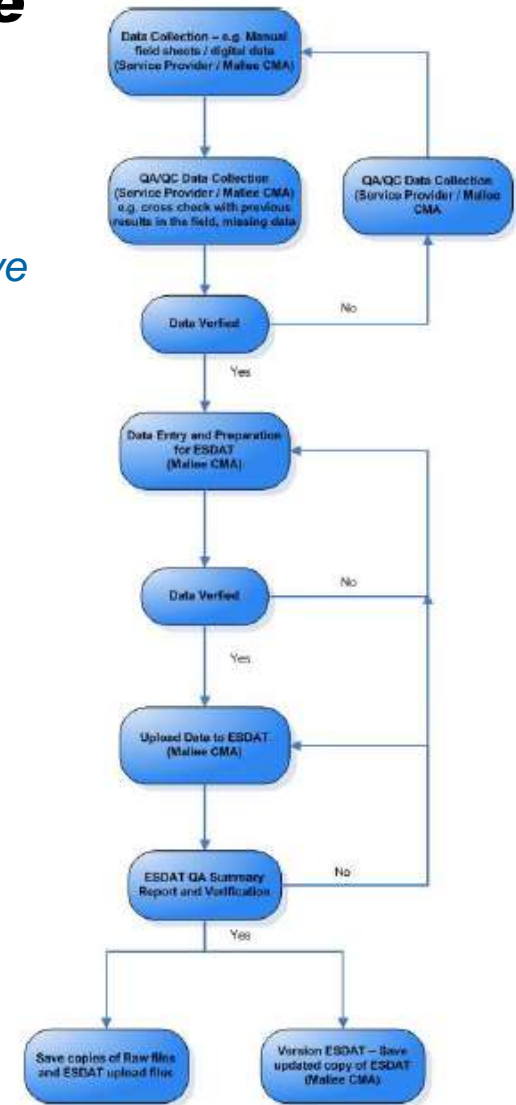 e
ve
Data Collection – e.g. Manual
field sheets / digital data
(Service Provider / Mallee CMA)
QA/QC Data Collection
(Service Provider / Mallee CMA)
e.g. cross check with previous
results in the field, missing data
QA/QC Data Collection
(Service Provider / Mallee
CMA
Data Verfied
No
Yes
Data Entry and Preparation
for ESDAT
(Mallee CMA)
Data Verfied
No
Yes
Upload Data to ESDAT
(Mallee CMA)
ESDAT QA Summary
Report and Verification
No
Yes
Save copies of Raw files
and ESDAT upload files
Version ESDAT – Save
updated copy of ESDAT
(Mallee CMA)